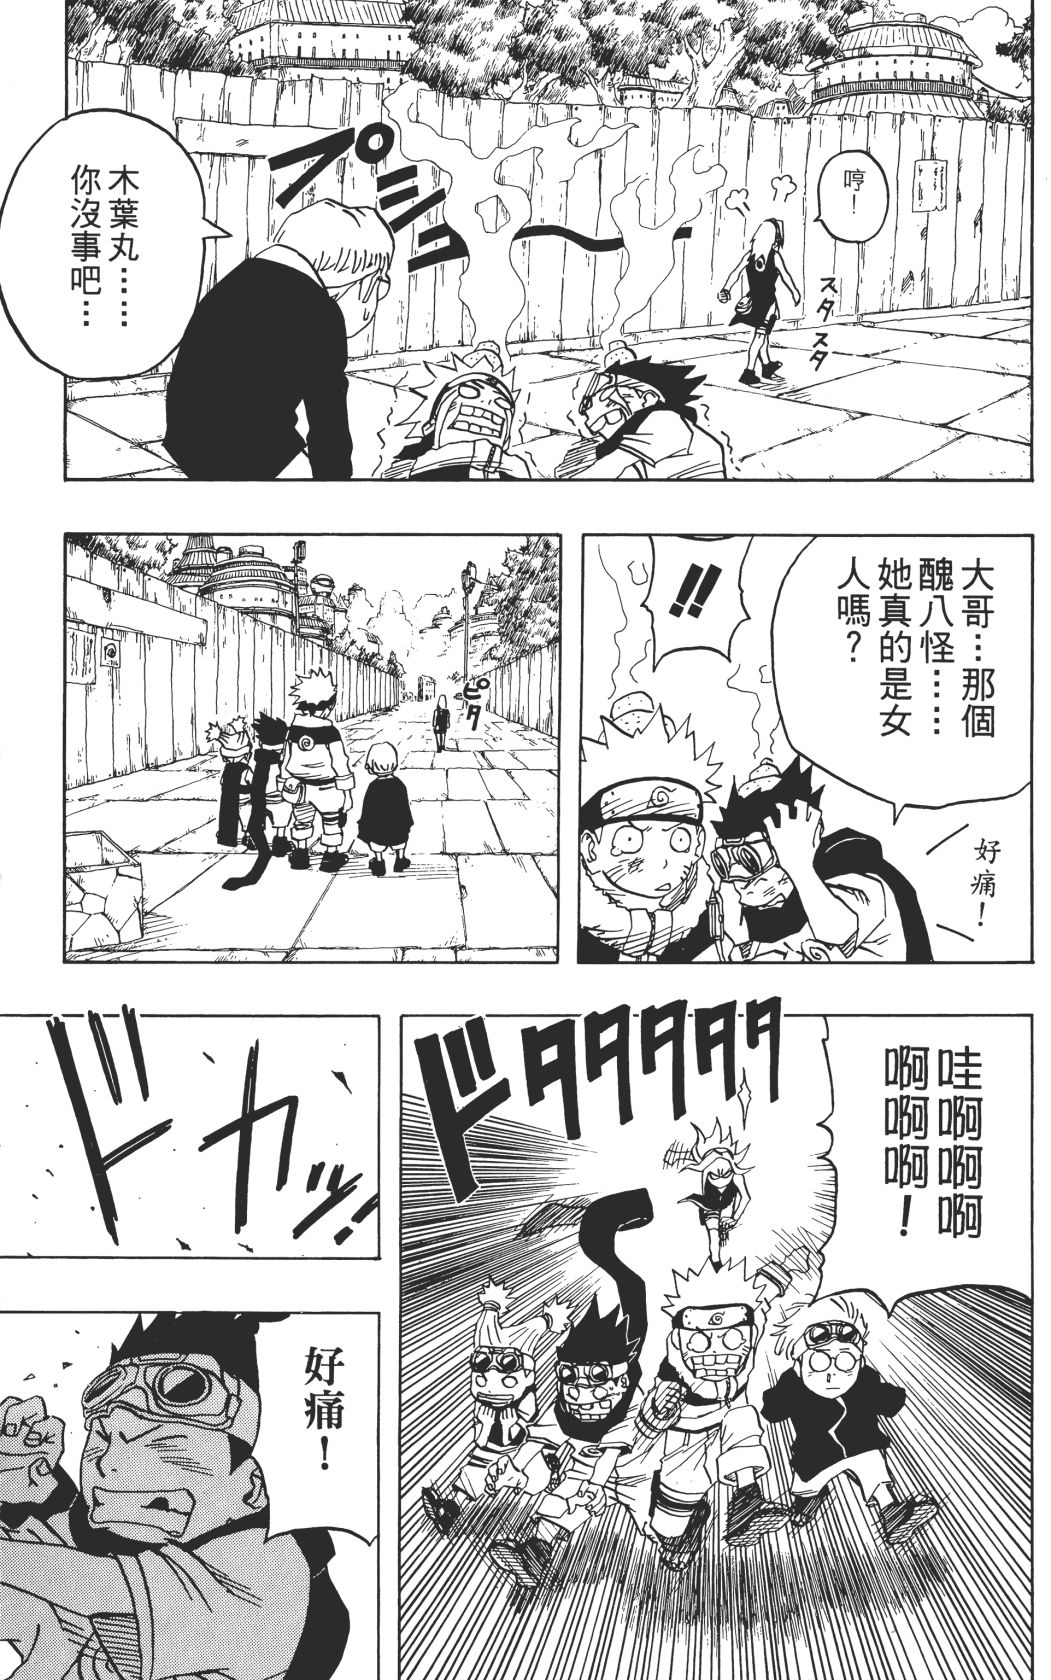 哼！
スタスタ
プシュ〜
木葉丸……
你沒事吧…
大哥…那個
醜八怪……
她真的是女
人嗎？
!!
好痛！
ピタ
哇啊啊啊
啊啊啊！
ドタタタタタ
ドカッ!
好痛！